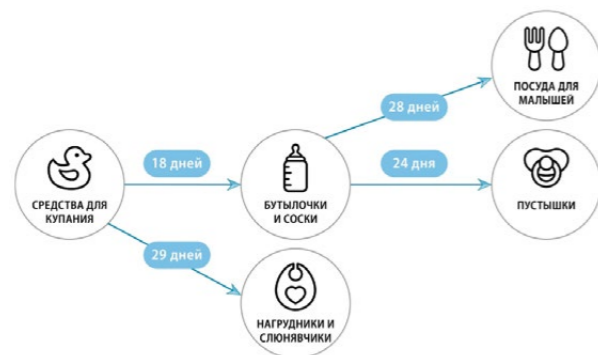 ПОСУДА ДЛЯ
МАЛЫШЕЙ
28 дней
18 дней
24 дня
СРЕДСТВА ДЛЯ
КУПАНИЯ
БУТЫЛОЧКИ
И СОСКИ
ПУСТЫШКИ
29 дней
НАГРУДНИКИ И
СЛЮНЯВЧИКИ